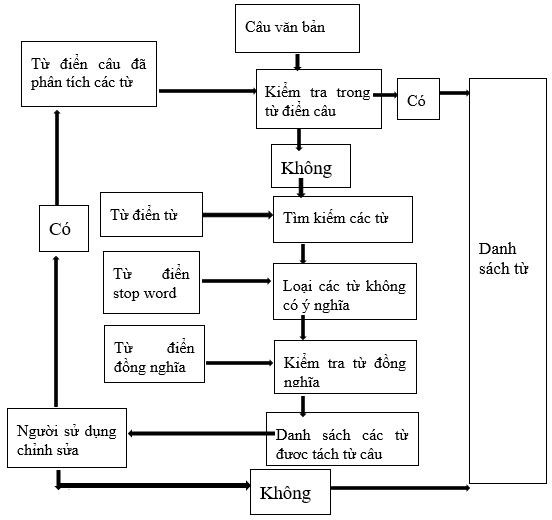 Câu văn bản
Từ điển câu đã
phân tích các từ
Kiểm tra trong
từ điển câu
Có
Không
Từ điển từ
Tìm kiếm các từ
Có
Danh
sách từ
Từ điển
stop word
Loại các từ không
có ý nghĩa
Từ điển
đồng nghĩa
Kiểm tra từ đồng
nghĩa
Người sử dụng
chỉnh sửa
Danh sách các từ
được tách từ câu
Không